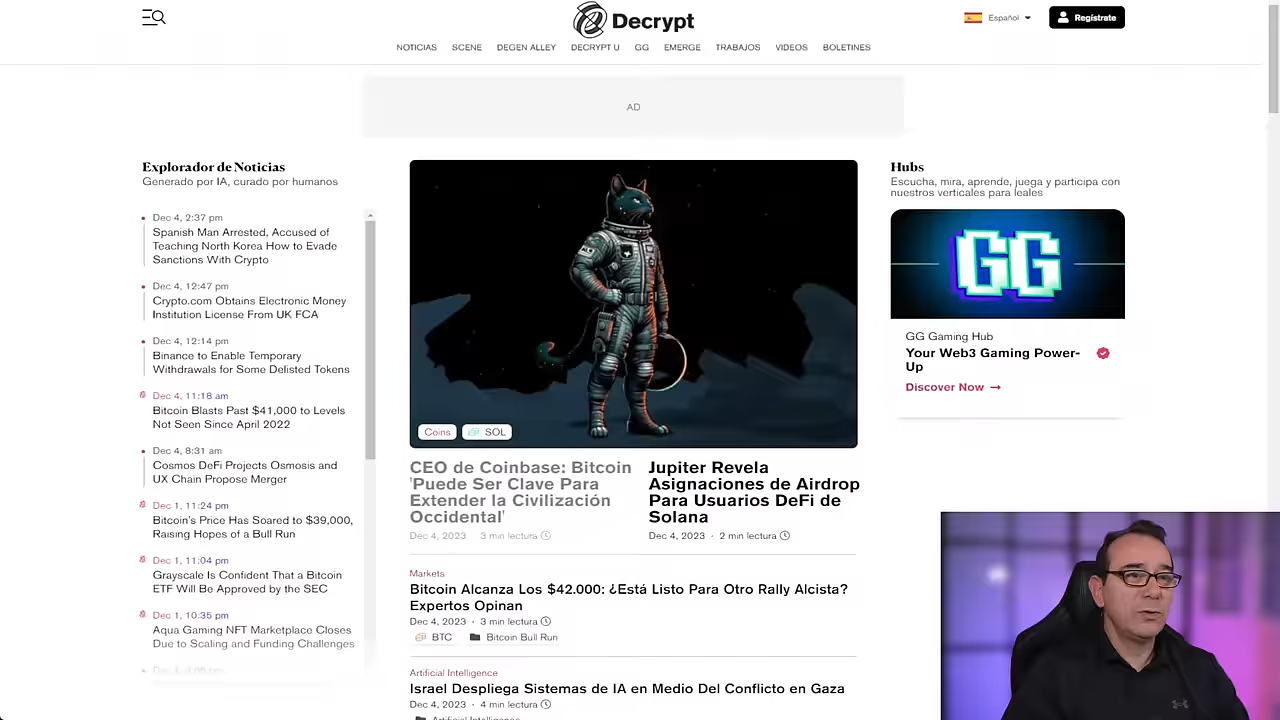 Decrypt
Español
Regístrate
NOTICIAS SCENE DEGEN ALLEY DECRYPT U GG EMERGE TRABAJOS VIDEOS BOLETINES
AD
Explorador de Noticias
Generado por IA, curado por humanos
Dec 4, 2:37 pm
Spanish Man Arrested, Accused of
Teaching North Korea How to Evade
Sanctions With Crypto
Dec 4, 12:47 pm
Crypto.com Obtains Electronic Money
Institution License From UK FCA
Dec 4, 12:14 pm
Binance to Enable Temporary
Withdrawals for Some Delisted Tokens
Dec 4, 11:18 am
Bitcoin Blasts Past $41,000 to Levels
Not Seen Since April 2022
Dec 4, 8:31 am
Cosmos DeFi Projects Osmosis and
UX Chain Propose Merger
Dec 1, 11:24 pm
Bitcoin's Price Has Soared to $39,000,
Raising Hopes of a Bull Run
Dec 1, 11:04 pm
Grayscale Is Confident That a Bitcoin
ETF Will Be Approved by the SEC
Dec 1, 10:35 pm
Aqua Gaming NFT Marketplace Closes
Due to Scaling and Funding Challenges
Coins SOL
CEO de Coinbase: Bitcoin
'Puede Ser Clave Para
Extender la Civilización
Occidental'
Dec 4, 2023 3 min lectura
Jupiter Revela
Asignaciones de Airdrop
Para Usuarios DeFi de
Solana
Dec 4, 2023 · 2 min lectura
Markets
Bitcoin Alcanza Los $42.000: ¿Está Listo Para Otro Rally Alcista?
Expertos Opinan
Dec 4, 2023 · 3 min lectura
BTC Bitcoin Bull Run
Artificial Intelligence
Israel Despliega Sistemas de IA en Medio Del Conflicto en Gaza
Dec 4, 2023 · 4 min lectura
Artificial Intelligence
Hubs
Escucha, mira, aprende, juega y participa con
nuestros verticales para leales
GG
GG Gaming Hub
Your Web3 Gaming Power-
Up
Discover Now →